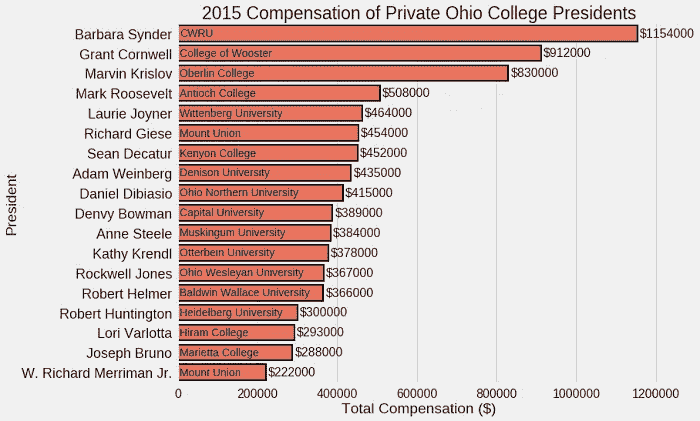 2015 Compensation of Private Ohio College Presidents
Barbara Synder CWRU $1154000
Grant Cornwell College of Wooster $912000
Marvin Krislov Oberlin College $830000
Mark Roosevelt Antioch College $508000
Laurie Joyner Wittenberg University $464000
Richard Giese Mount Union $454000
Sean Decatur Kenyon College $452000
Adam Weinberg Denison University $435000
Daniel Dibiasio Ohio Northern University $415000
Denvy Bowman Capital University $389000
Anne Steele Muskingum University $384000
Kathy Krendl Otterbein University $378000
Rockwell Jones Ohio Wesleyan University $367000
Robert Helmer Baldwin Wallace University $366000
Robert Huntington Heidelberg University $300000
Lori Varlotta Hiram College $293000
Joseph Bruno Marietta College $288000
W. Richard Merriman Jr. Mount Union $222000
President
0 200000 400000 600000 800000 1000000 1200000
Total Compensation ($)